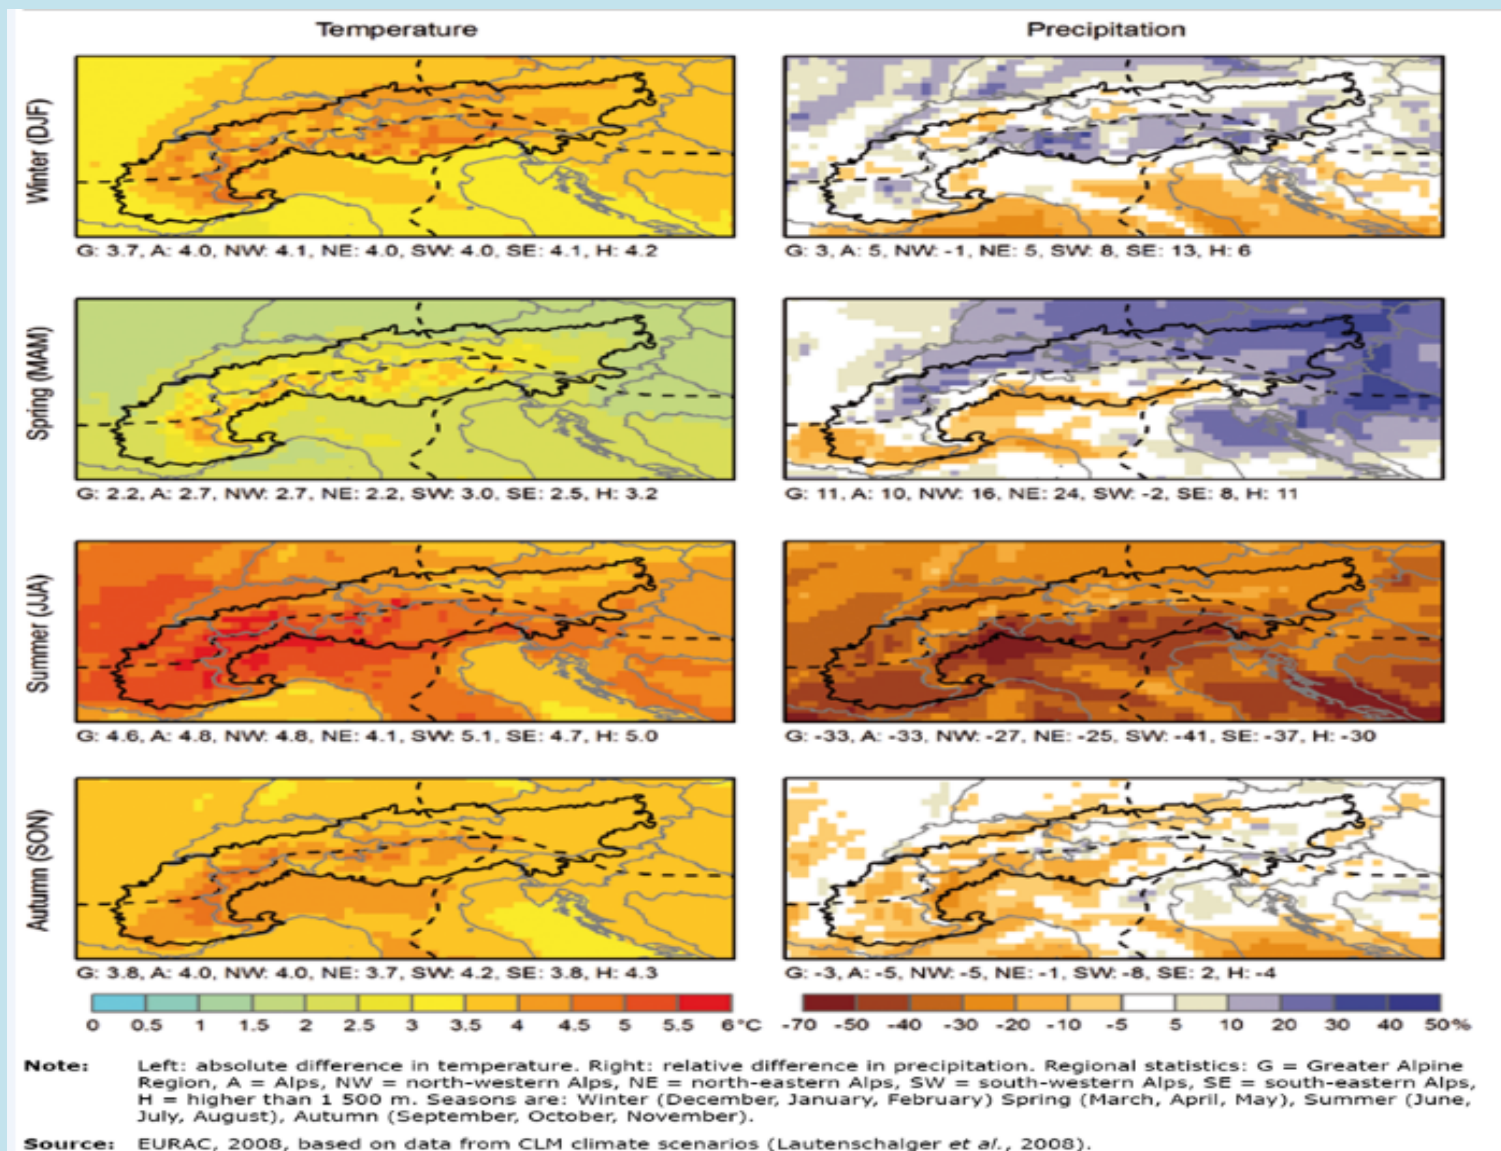 Temperature
Precipitation
Winter (DJF)
G: 3.7, A: 4.0, NW: 4.1, NE: 4.0, SW: 4.0, SE: 4.1, H: 4.2
G: 3, A: 5, NW: -1, NE: 5, SW: 8, SE: 13, H: 6
Spring (MAM)
G: 2.2, A: 2.7, NW: 2.7, NE: 2.2, SW: 3.0, SE: 2.5, H: 3.2
G: 11, A: 10, NW: 16, NE: 24, SW: -2, SE: 8, H: 11
Summer (JJA)
G: 4.6, A: 4.8, NW: 4.8, NE: 4.1, SW: 5.1, SE: 4.7, H: 5.0
G: -33, A: -33, NW: -27, NE: -25, SW: -41, SE: -37, H: -30
Autumn (SON)
G: 3.8, A: 4.0, NW: 4.0, NE: 3.7, SW: 4.2, SE: 3.8, H: 4.3
G: -3, A: -5, NW: -5, NE: -1, SW: -8, SE: 2, H: -4
0 0.5 1 1.5 2 2.5 3 3.5 4 4.5 5 5.5 6°C
-70 -50 -40 -30 -20 -10 -5 5 10 20 30 40 50%
Note: Left: absolute difference in temperature. Right: relative difference in precipitation. Regional statistics: G = Greater Alpine
Region, A = Alps, NW = north-western Alps, NE = north-eastern Alps, SW = south-western Alps, SE = south-eastern Alps,
H = higher than 1 500 m. Seasons are: Winter (December, January, February) Spring (March, April, May), Summer (June,
July, August), Autumn (September, October, November).
Source: EURAC, 2008, based on data from CLM climate scenarios (Lautenschalger et al., 2008).